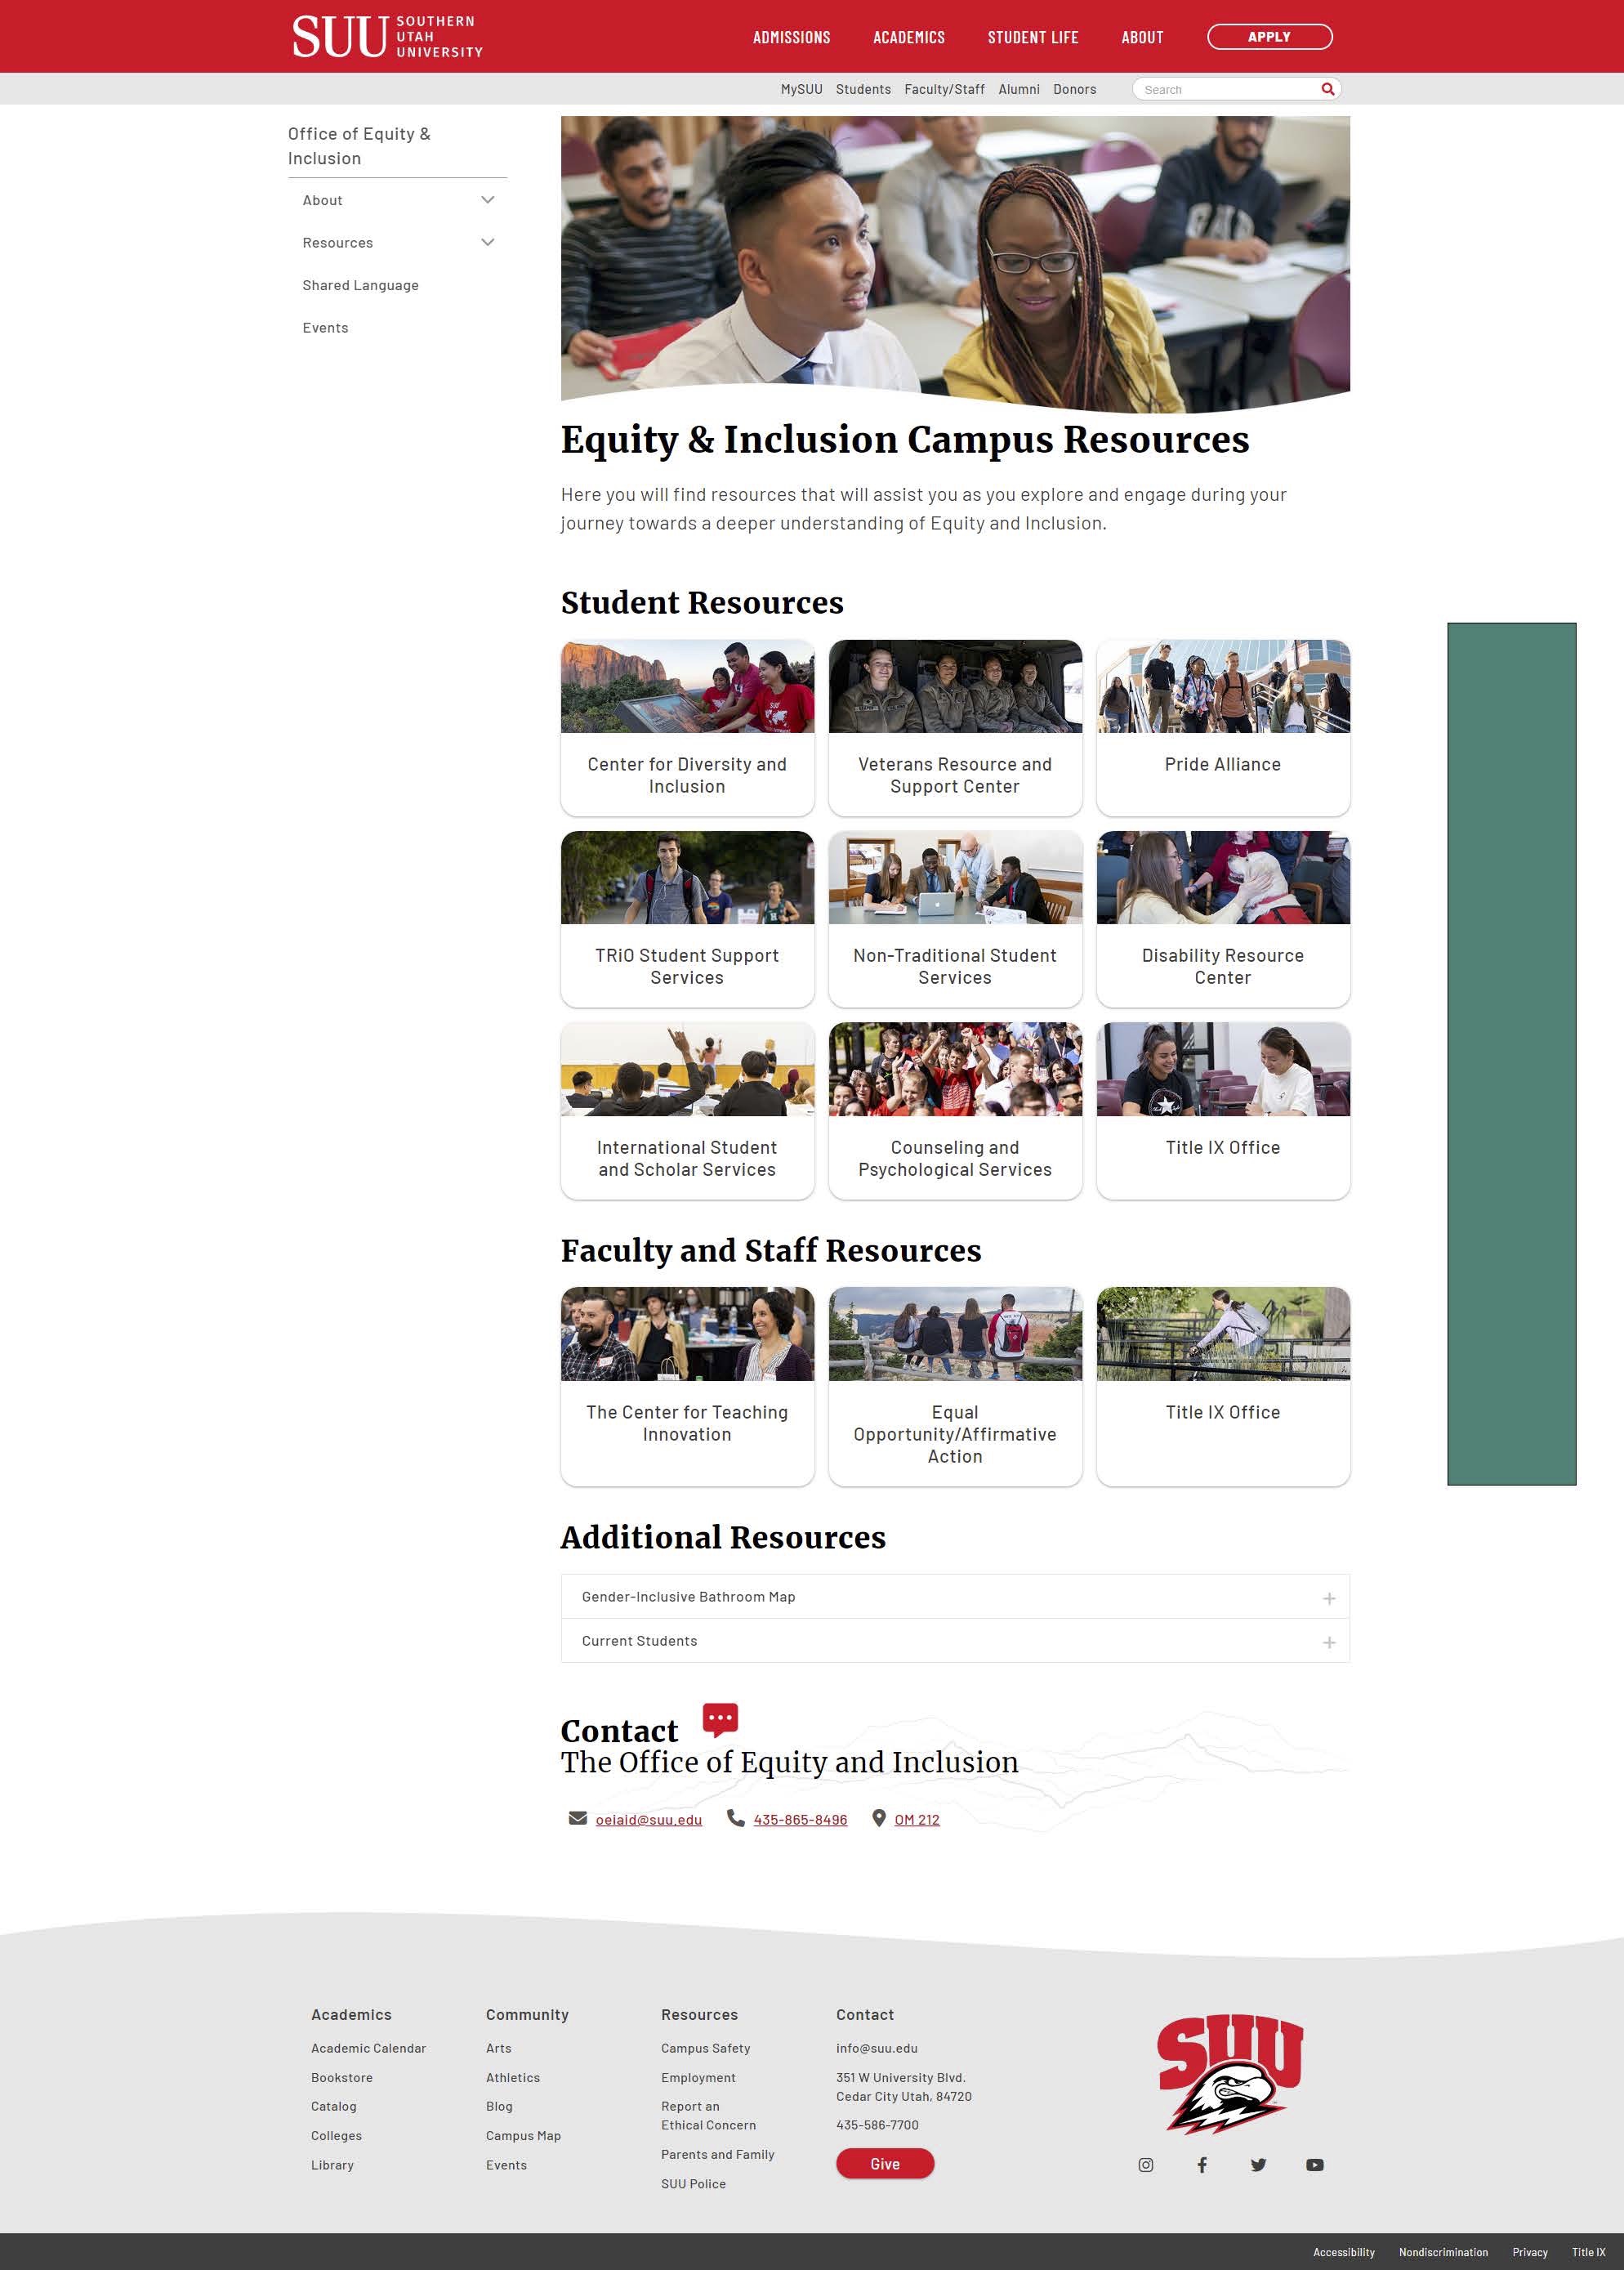 SUU SOUTHERN
UTAH
UNIVERSITY
ADMISSIONS ACADEMICS STUDENT LIFE ABOUT APPLY
MySUU Students Faculty/Staff Alumni Donors Search
Office of Equity &
Inclusion
About
Resources
Shared Language
Events
Equity & Inclusion Campus Resources
Here you will find resources that will assist you as you explore and engage during your
journey towards a deeper understanding of Equity and Inclusion.
Student Resources
Center for Diversity and
Inclusion
Veterans Resource and
Support Center
Pride Alliance
TRiO Student Support
Services
Non-Traditional Student
Services
Disability Resource
Center
International Student
and Scholar Services
Counseling and
Psychological Services
Title IX Office
Faculty and Staff Resources
The Center for Teaching
Innovation
Equal
Opportunity/Affirmative
Action
Title IX Office
Additional Resources
Gender-Inclusive Bathroom Map
Current Students
Contact
The Office of Equity and Inclusion
oeiaid@suu.edu 435-865-8496 OM 212
Academics
Academic Calendar
Bookstore
Catalog
Colleges
Library
Community
Arts
Athletics
Blog
Campus Map
Events
Resources
Campus Safety
Employment
Report an
Ethical Concern
Parents and Family
SUU Police
Contact
info@suu.edu
351 W University Blvd.
Cedar City Utah, 84720
435-586-7700
Give
SUU
Accessibility Nondiscrimination Privacy Title IX